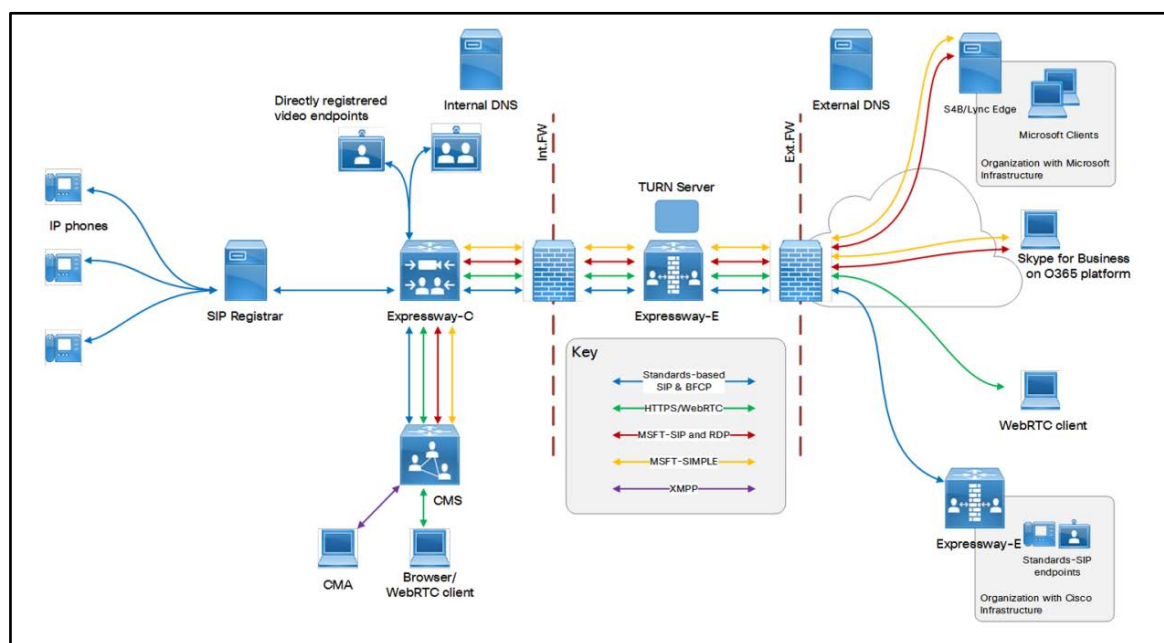 Internal DNS
External DNS
Directly registrered
video endpoints
S4B/Lync Edge
Microsoft Clients
Organization with Microsoft
Infrastructure
Int.FW
Ext.FW
TURN Server
IP phones
SIP Registrar
Expressway-C
Expressway-E
Skype for Business
on O365 platform
Key
Standards-based
SIP & BFCP
HTTPS/WebRTC
MSFT-SIP and RDP
MSFT-SIMPLE
XMPP
WebRTC client
CMS
CMA
Browser/
WebRTC client
Expressway-E
Standards-SIP
endpoints
Organization with Cisco
Infrastructure